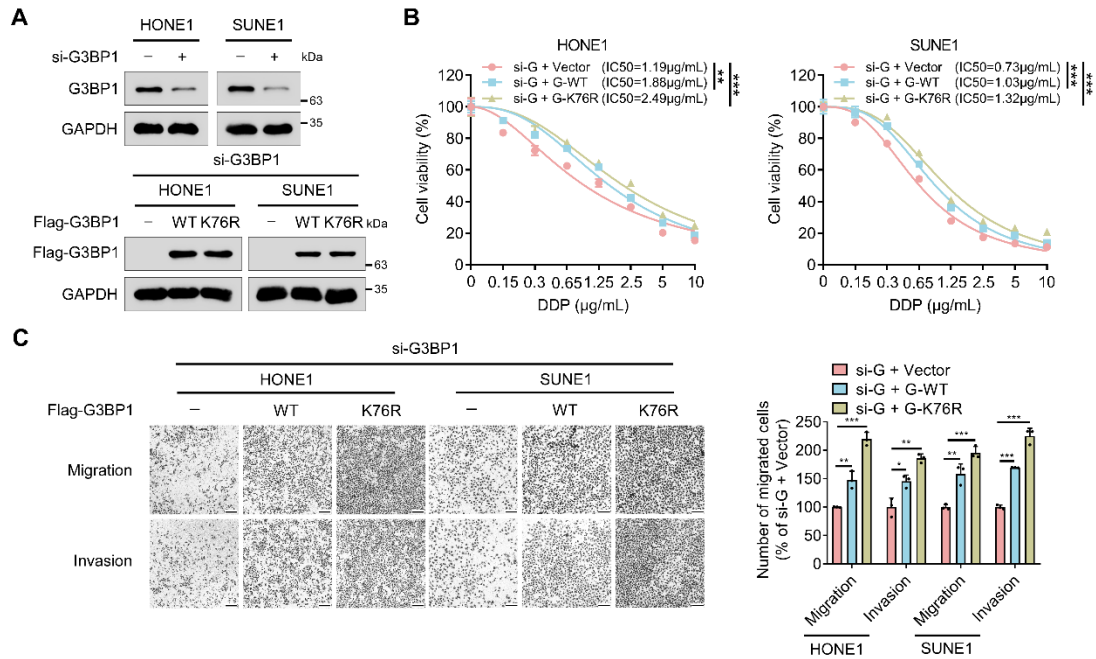 A
HONE1 SUNE1
si-G3BP1 − + − + kDa
G3BP1
63
GAPDH
35
si-G3BP1
HONE1 SUNE1
Flag-G3BP1 − WT K76R − WT K76R kDa
Flag-G3BP1
63
GAPDH
35
B
HONE1
si-G + Vector (IC50=1.19μg/mL)
si-G + G-WT (IC50=1.88μg/mL)
si-G + G-K76R (IC50=2.49μg/mL)
** ***
Cell viability (%)
120
100
80
60
40
20
0
0 0.15 0.3 0.65 1.25 2.5 5 10
DDP (μg/mL)
SUNE1
si-G + Vector (IC50=0.73μg/mL)
si-G + G-WT (IC50=1.03μg/mL)
si-G + G-K76R (IC50=1.32μg/mL)
*** ***
Cell viability (%)
120
100
80
60
40
20
0
0 0.15 0.3 0.65 1.25 2.5 5 10
DDP (μg/mL)
C
si-G3BP1
HONE1 SUNE1
Flag-G3BP1 − WT K76R − WT K76R
Migration
Invasion
si-G + Vector
si-G + G-WT
si-G + G-K76R
Number of migrated cells
(% of si-G + Vector)
250
200
150
100
50
0
*** ** *** ***
** * ** ***
Migration Invasion Migration Invasion
HONE1 SUNE1